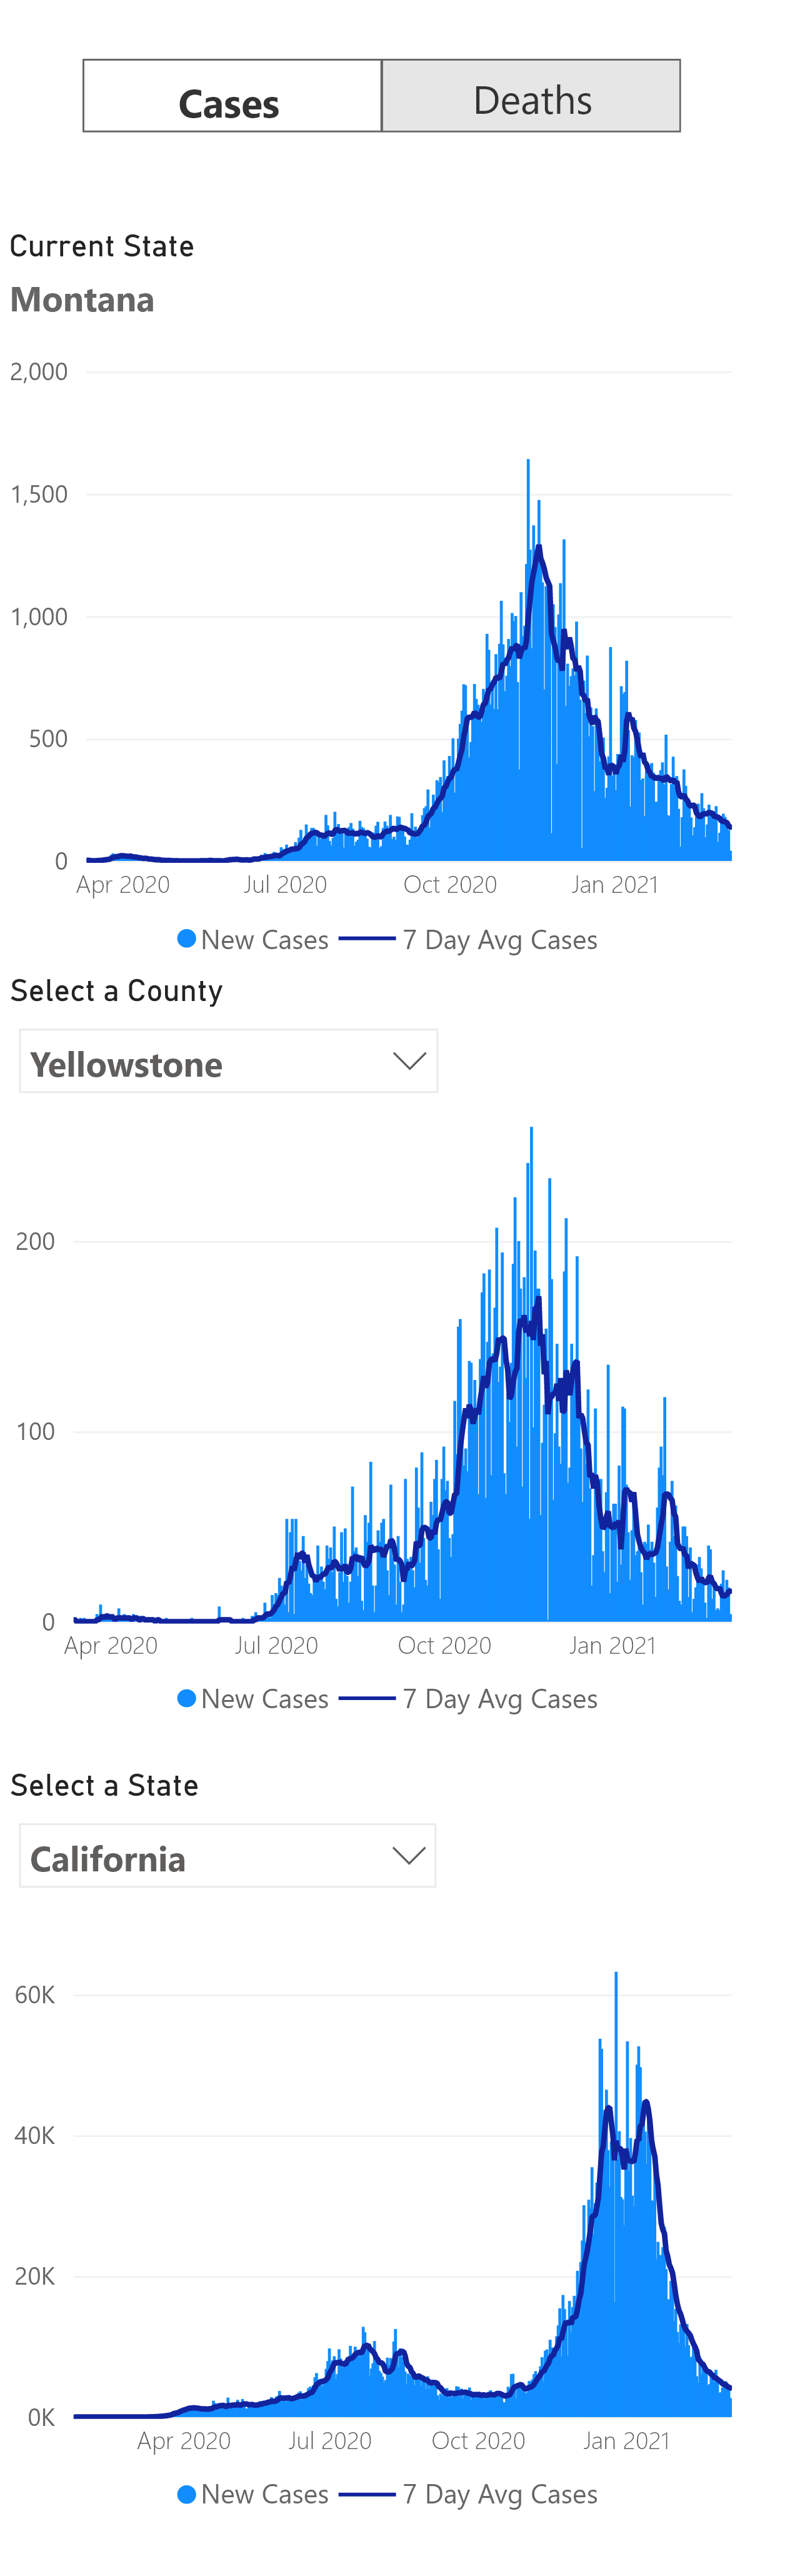 Cases Deaths
Current State
Montana
2,000
1,500
1,000
500
0
Apr 2020 Jul 2020 Oct 2020 Jan 2021
New Cases 7 Day Avg Cases
Select a County
Yellowstone
200
100
0
Apr 2020 Jul 2020 Oct 2020 Jan 2021
New Cases 7 Day Avg Cases
Select a State
California
60K
40K
20K
0K
Apr 2020 Jul 2020 Oct 2020 Jan 2021
New Cases 7 Day Avg Cases